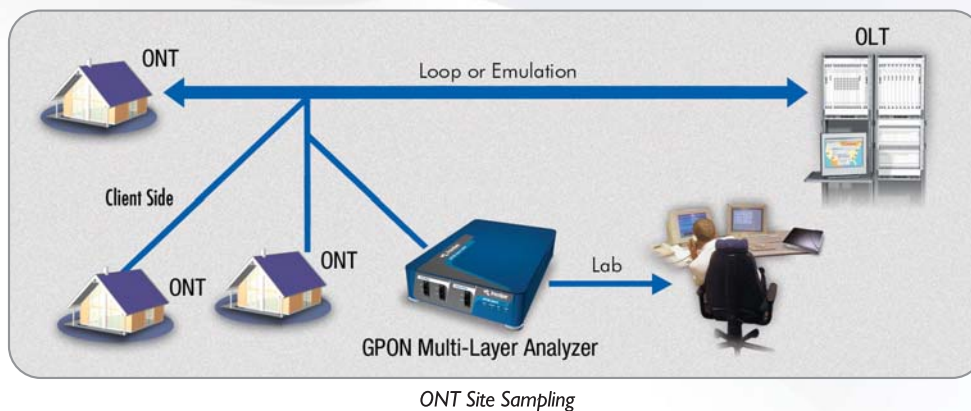 ONT
OLT
Loop or Emulation
Client Side
ONT
ONT
Lab
GPON Multi-Layer Analyzer
ONT Site Sampling